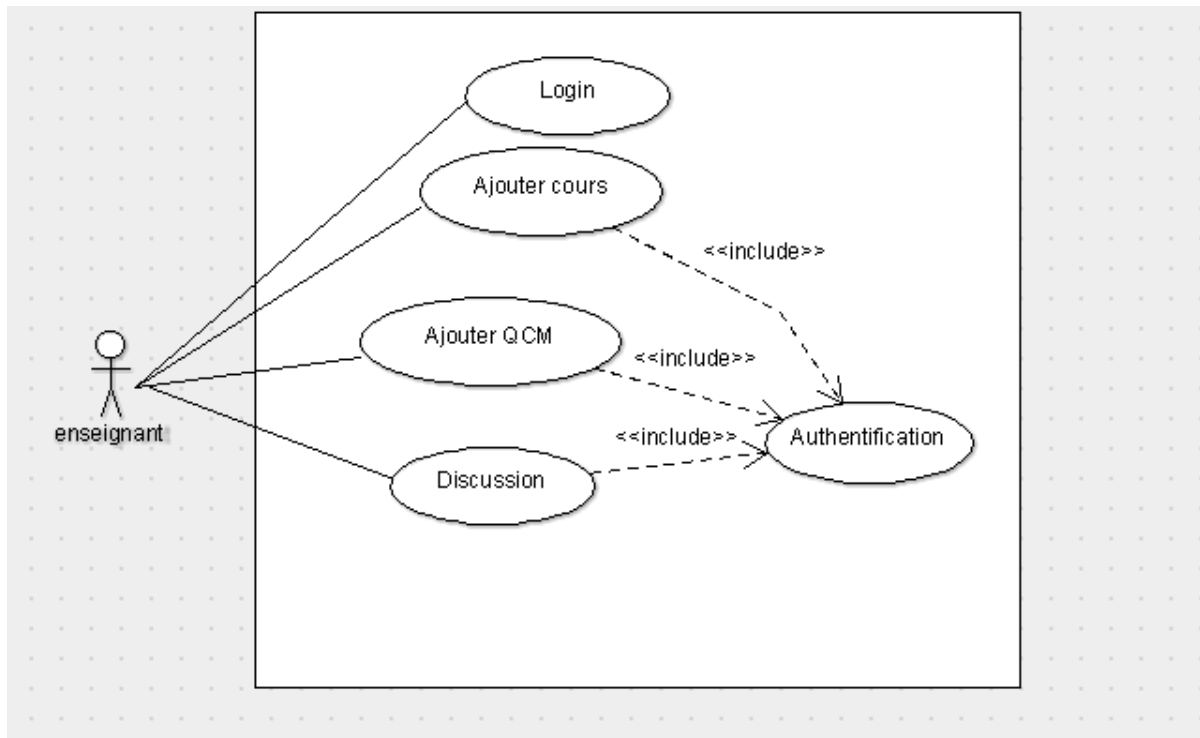 Login
Ajouter cours
<<include>>
Ajouter QCM
<<include>>
enseignant
<<include>>
Authentification
Discussion